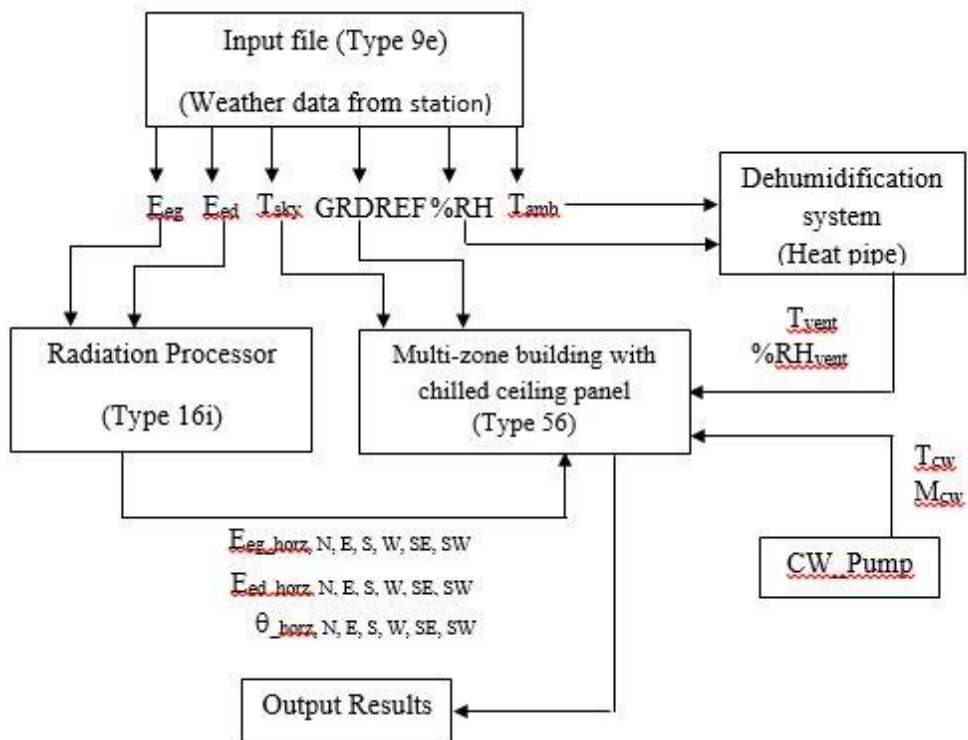 Input file (Type 9e)
(Weather data from station)
Eeg Eed Tsky GRDREF %RH Tamb
Dehumidification
system
(Heat pipe)
Tvent
%RHvent
Radiation Processor
(Type 16i)
Multi-zone building with
chilled ceiling panel
(Type 56)
Tcw
Mcw
CW_Pump
Eeg_horz, N, E, S, W, SE, SW
Eed_horz, N, E, S, W, SE, SW
θ_horz, N, E, S, W, SE, SW
Output Results